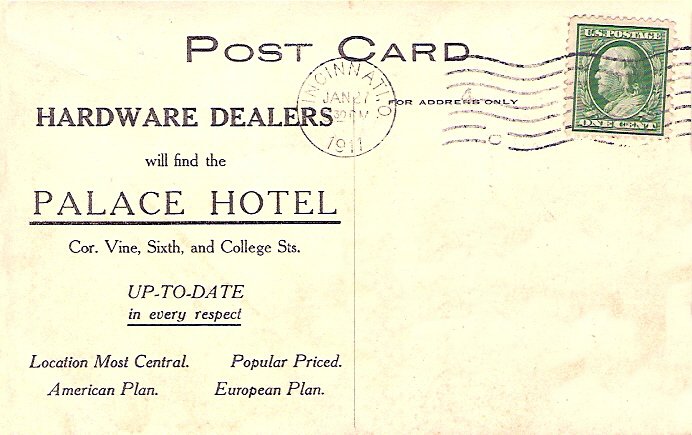 POST CARD
U.S. POSTAGE
ONE CENT
CINCINNATI, O
JAN 27
1911
FOR ADDRESS ONLY
HARDWARE DEALERS
will find the
PALACE HOTEL
Cor. Vine, Sixth, and College Sts.
UP-TO-DATE
in every respect
Location Most Central. Popular Priced.
American Plan. European Plan.